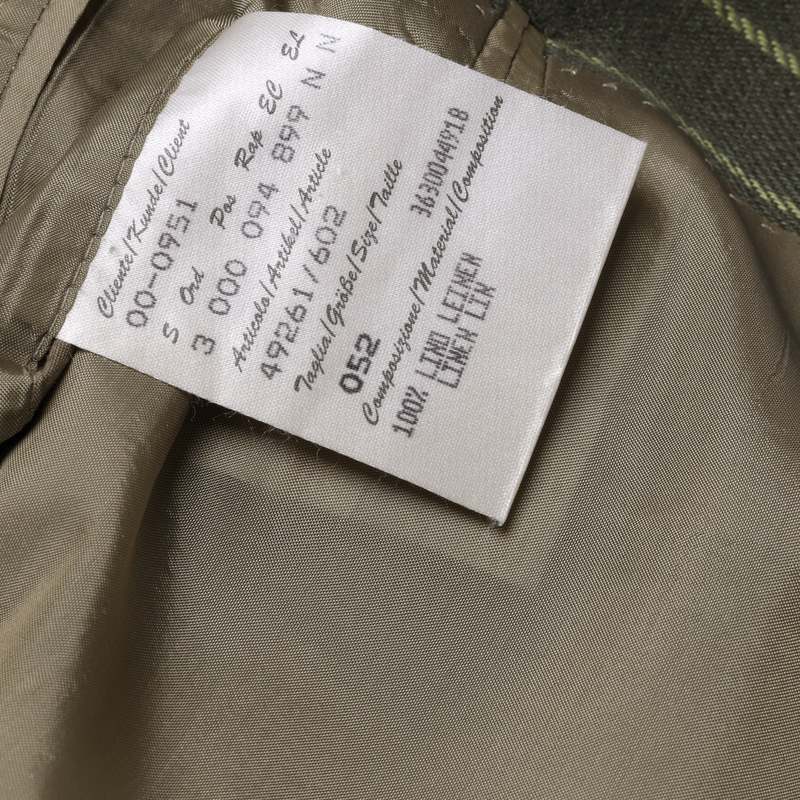 Cliente/Kunde/Client
00-0951
S Ord Pos Rap EC EL
3 000 094 899 N N
Articolo/Artikel/Article
49261/602
Taglia/Größe/Size/Taille
052 3630044918
Composizione/Material/Composition
100% LINO LEINEN
LINEN LIN